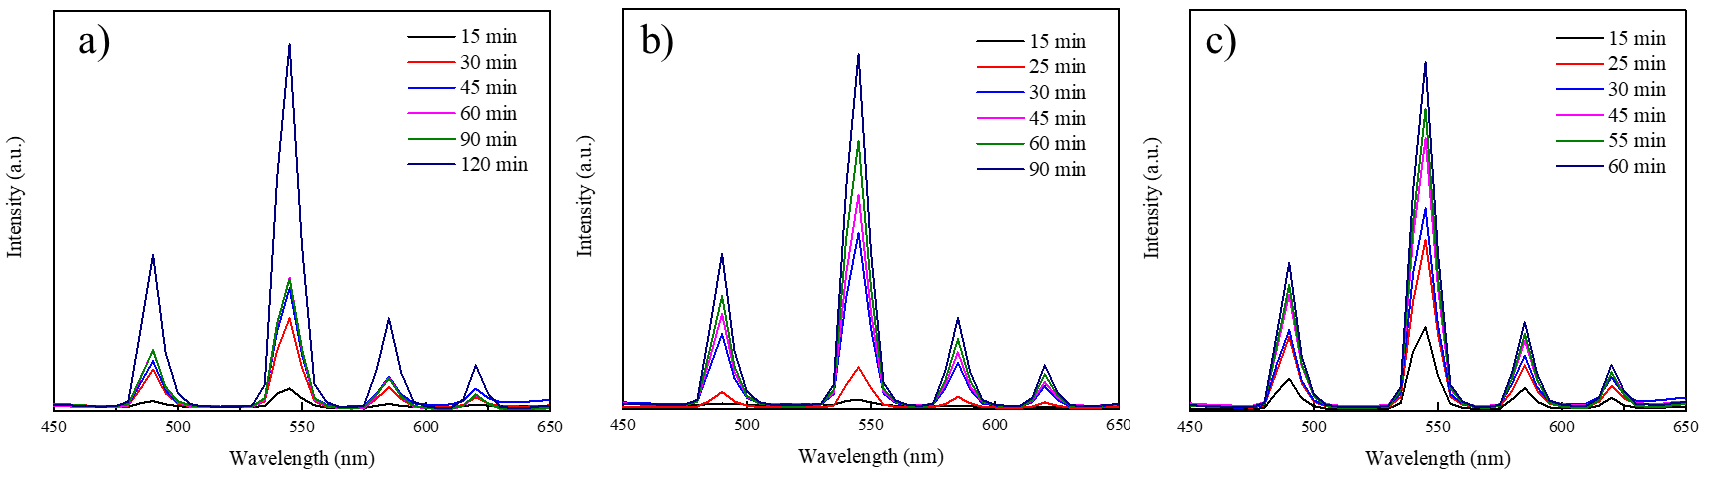 a)
15 min
30 min
45 min
60 min
90 min
120 min
Intensity (a.u.)
450 500 550 600 650
Wavelength (nm)
b)
15 min
25 min
30 min
45 min
60 min
90 min
Intensity (a.u.)
450 500 550 600 650
Wavelength (nm)
c)
15 min
25 min
30 min
45 min
55 min
60 min
Intensity (a.u.)
450 500 550 600 650
Wavelength (nm)